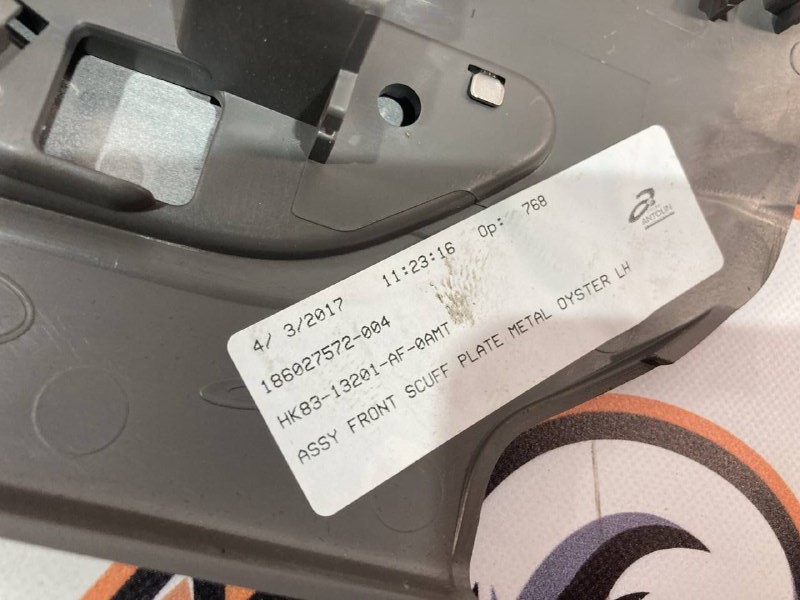 4/ 3/2017 11:23:16 Op: 768
186027572-004
HK83-13201-AF-0AMT
ASSY FRONT SCUFF PLATE METAL OYSTER LH
ANTOLIN